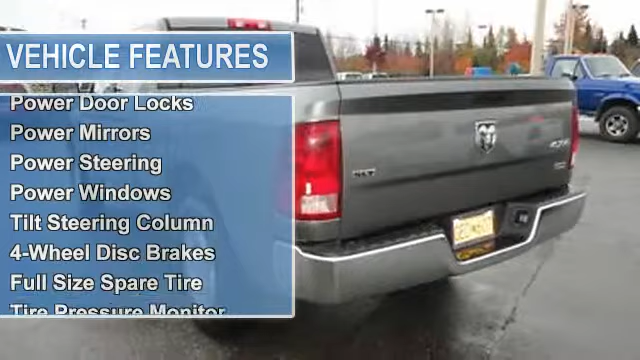 VEHICLE FEATURES
Power Door Locks
Power Mirrors
Power Steering
Power Windows
Tilt Steering Column
4-Wheel Disc Brakes
Full Size Spare Tire
Tire Pressure Monitor
SLT
4X4